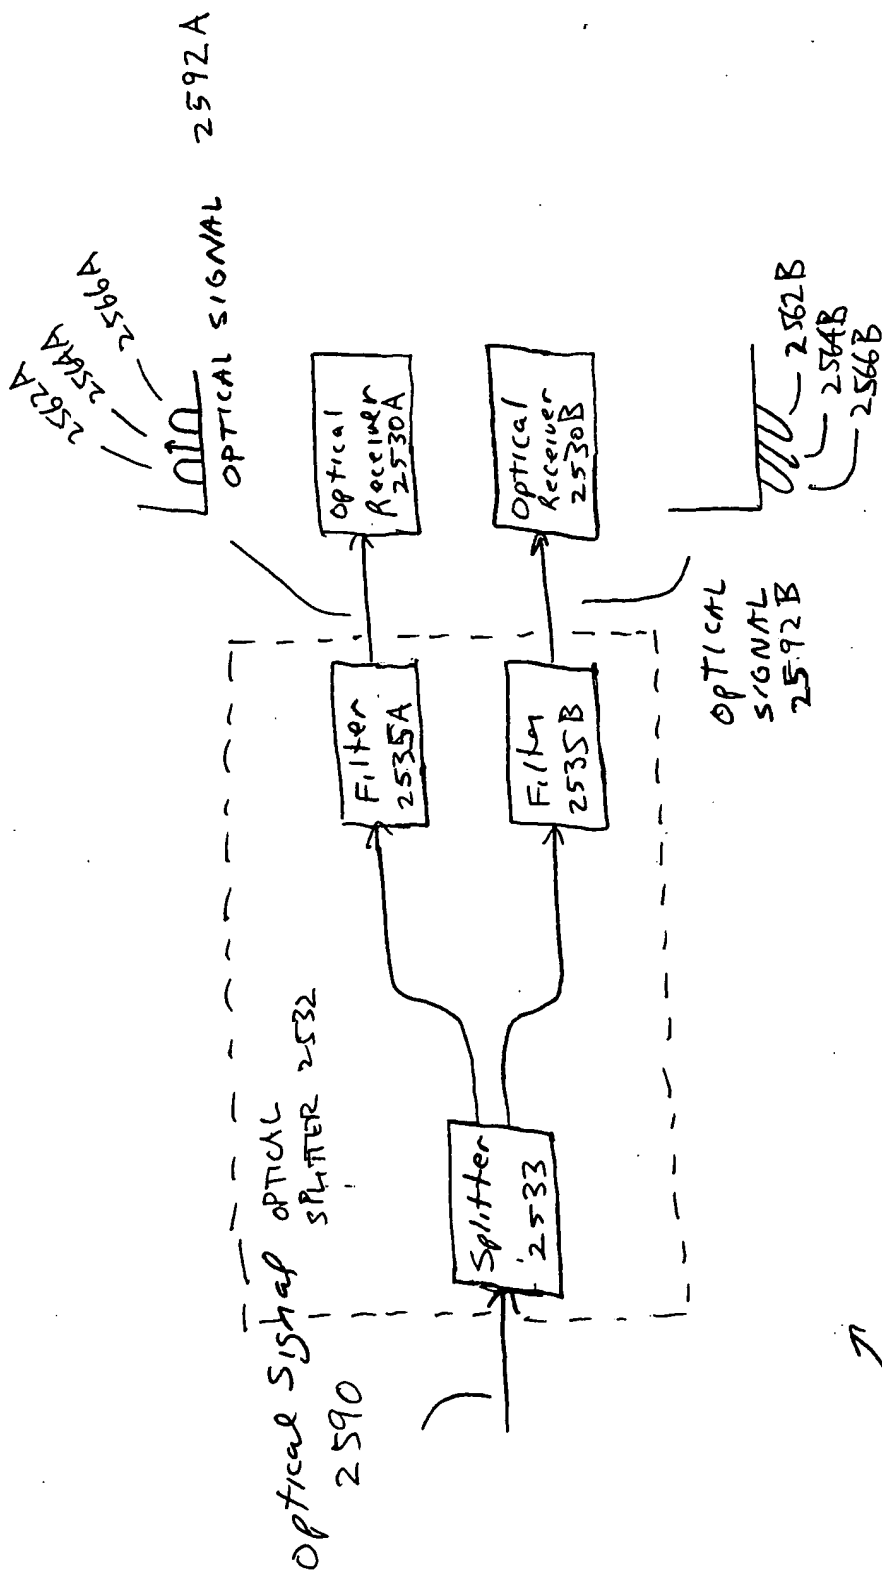 2562A
2564A
2566A
OPTICAL SIGNAL 2592A
Optical Signal
2590
OPTICAL
SPLITTER 2532
Splitter
2533
Filter
2535A
Filter
2535B
Optical
Receiver
2530A
Optical
Receiver
2530B
OPTICAL
SIGNAL
2592B
2562B
2564B
2566B